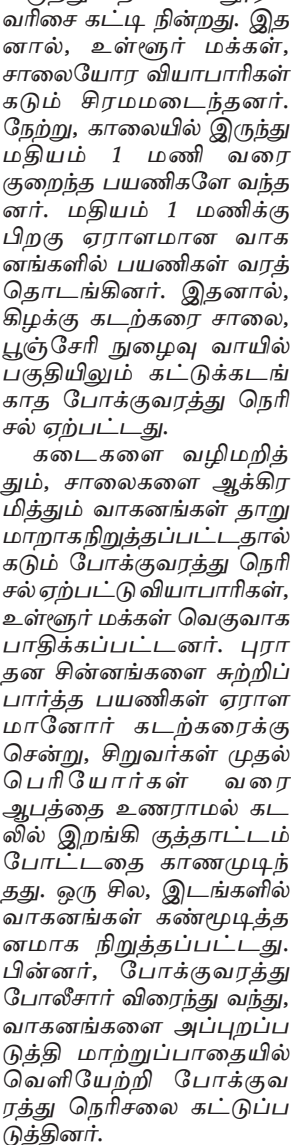 வரிசை கட்டி நின்றது. இத
னால், உள்ளூர் மக்கள்,
சாலையோர வியாபாரிகள்
கடும் சிரமமடைந்தனர்.
நேற்று, காலையில் இருந்து
மதியம் 1 மணி வரை
குறைந்த பயணிகளே வந்த
னர். மதியம் 1 மணிக்கு
பிறகு ஏராளமான வாக
னங்களில் பயணிகள் வரத்
தொடங்கினர். இதனால்,
கிழக்கு கடற்கரை சாலை,
பூஞ்சேரி நுழைவு வாயில்
பகுதியிலும் கட்டுக்கடங்
காத போக்குவரத்து நெரி
சல் ஏற்பட்டது.
கடைகளை வழிமறித்
தும், சாலைகளை ஆக்கிர
மித்தும் வாகனங்கள் தாறு
மாறாகநிறுத்தப்பட்டதால்
கடும் போக்குவரத்து நெரி
சல்ஏற்பட்டுவியாபாரிகள்,
உள்ளூர் மக்கள் வெகுவாக
பாதிக்கப்பட்டனர். புரா
தன சின்னங்களை சுற்றிப்
பார்த்த பயணிகள் ஏராள
மானோர் கடற்கரைக்கு
சென்று, சிறுவர்கள் முதல்
பெரியோர்கள் வரை
ஆபத்தை உணராமல் கட
லில் இறங்கி குத்தாட்டம்
போட்டதை காணமுடிந்
தது. ஒரு சில, இடங்களில்
வாகனங்கள் கண்மூடித்த
னமாக நிறுத்தப்பட்டது.
பின்னர், போக்குவரத்து
போலீசார் விரைந்து வந்து,
வாகனங்களை அப்புறப்ப
டுத்தி மாற்றுப்பாதையில்
வெளியேற்றி போக்குவ
ரத்து நெரிசலை கட்டுப்ப
டுத்தினர்.